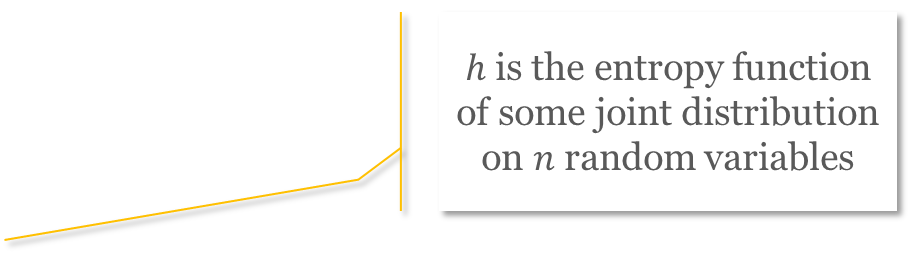 h is the entropy function
of some joint distribution
on n random variables